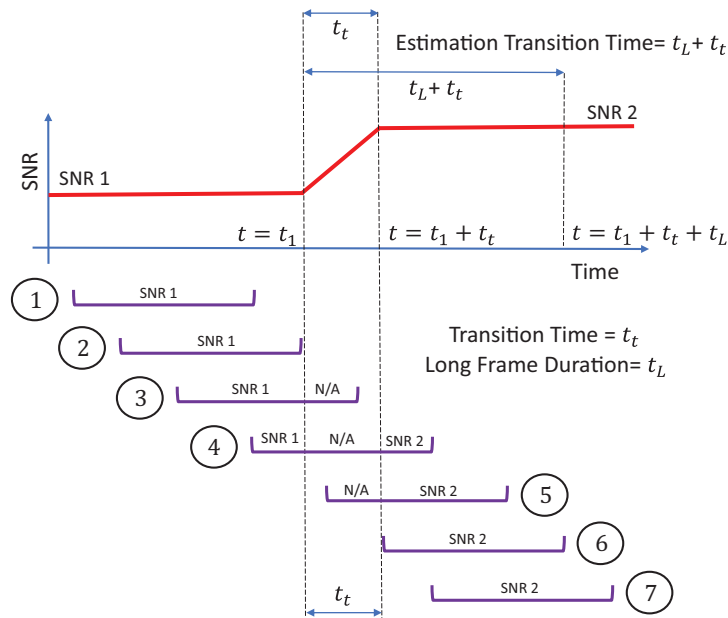 t_t
Estimation Transition Time= t_L+ t_t
t_L+ t_t
SNR 2
SNR
SNR 1
t = t_1
t = t_1 + t_t
t = t_1 + t_t + t_L
Time
1
SNR 1
2
SNR 1
Transition Time = t_t
Long Frame Duration= t_L
3
SNR 1
N/A
4
SNR 1
N/A
SNR 2
N/A
SNR 2
5
SNR 2
6
SNR 2
7
t_t